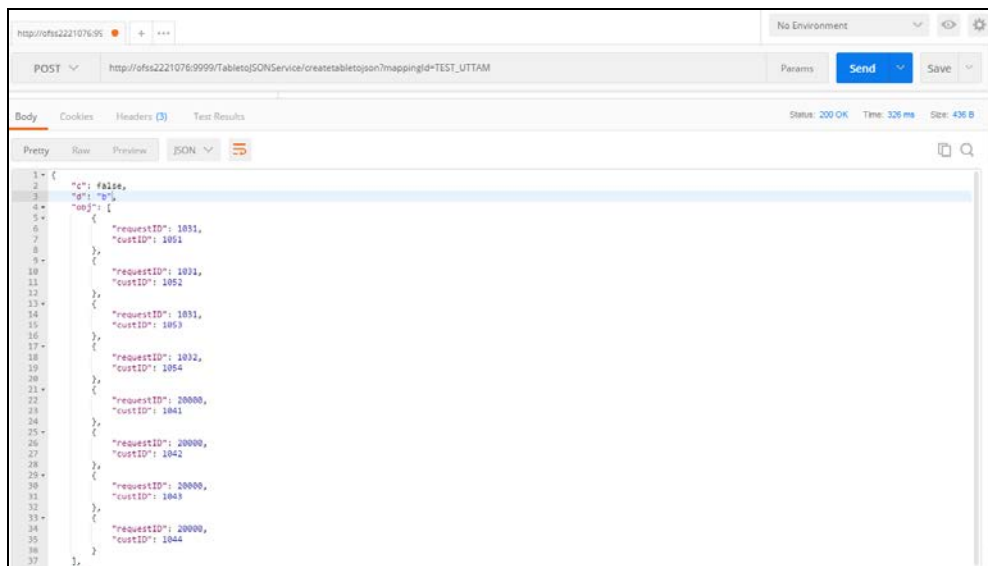 http://ofss2221076:99
+
No Environment
POST http://ofss2221076:9999/TabletoJSONService/createtabletojson?mappingId=TEST_UTTAM Params Send Save
Body Cookies Headers (3) Test Results Status: 200 OK Time: 326 ms Size: 436 B
Pretty Raw Preview JSON
1 {
2 "c": false,
3 "d": "b",
4 "obj": [
5 {
6 "requestID": 1031,
7 "custID": 1051
8 },
9 {
10 "requestID": 1031,
11 "custID": 1052
12 },
13 {
14 "requestID": 1031,
15 "custID": 1053
16 },
17 {
18 "requestID": 1032,
19 "custID": 1054
20 },
21 {
22 "requestID": 20000,
23 "custID": 1041
24 },
25 {
26 "requestID": 20000,
27 "custID": 1042
28 },
29 {
30 "requestID": 20000,
31 "custID": 1043
32 },
33 {
34 "requestID": 20000,
35 "custID": 1044
36 }
37 ],